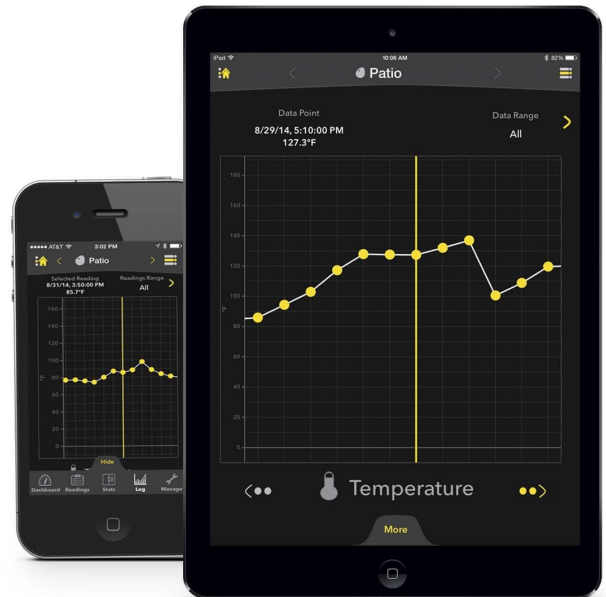 iPad 10:06 AM 82%
Patio
Data Point
Data Range
8/29/14, 5:10:00 PM
All
127.3°F
180
160
140
120
100
°F
80
60
40
20
0
Temperature
More
AT&T 3:02 PM
Patio
Selected Reading
Readings Range
8/31/14, 3:50:00 PM
All
85.7°F
160
140
120
100
80
°F
60
40
20
0
Hide
Dashboard Readings Stats Log Manage